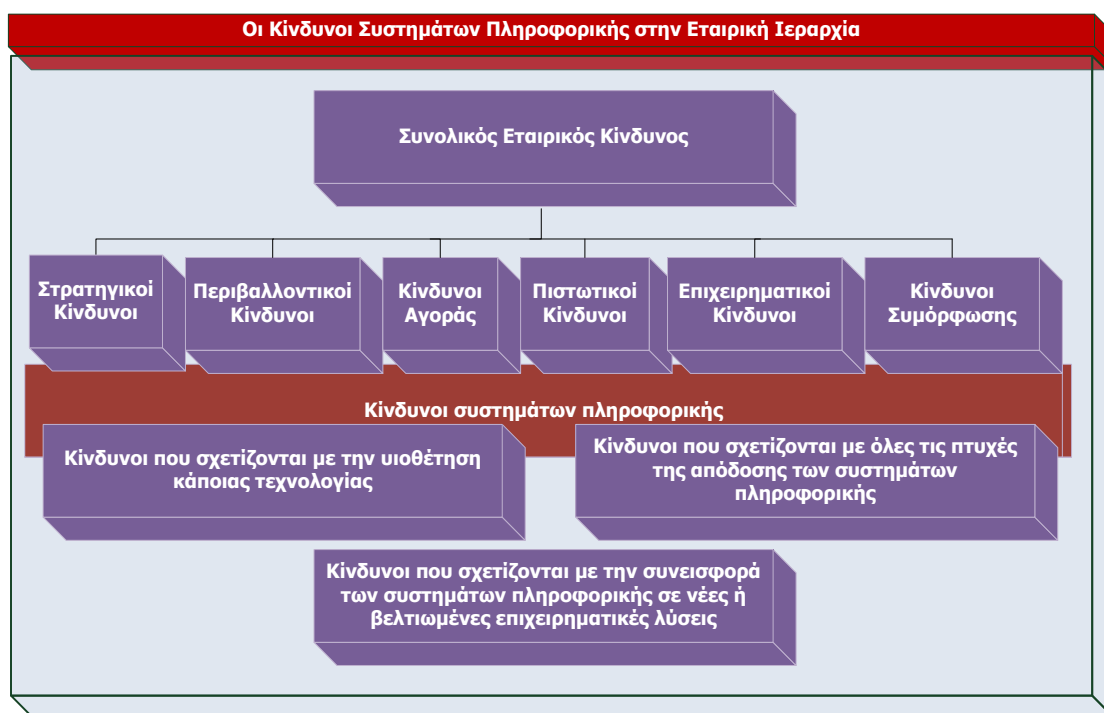 Οι Κίνδυνοι Συστημάτων Πληροφορικής στην Εταιρική Ιεραρχία
Συνολικός Εταιρικός Κίνδυνος
Στρατηγικοί
Κίνδυνοι
Περιβαλλοντικοί
Κίνδυνοι
Κίνδυνοι
Αγοράς
Πιστωτικοί
Κίνδυνοι
Επιχειρηματικοί
Κίνδυνοι
Κίνδυνοι
Συμόρφωσης
Κίνδυνοι συστημάτων πληροφορικής
Κίνδυνοι που σχετίζονται με την υιοθέτηση
κάποιας τεχνολογίας
Κίνδυνοι που σχετίζονται με όλες τις πτυχές
της απόδοσης των συστημάτων
πληροφορικής
Κίνδυνοι που σχετίζονται με την συνεισφορά
των συστημάτων πληροφορικής σε νέες ή
βελτιωμένες επιχειρηματικές λύσεις